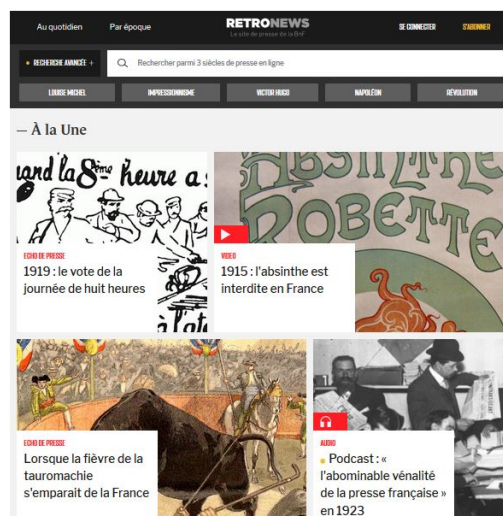 Au quotidien
Par époque
RETRONEWS
Le site de presse de la BnF
SE CONNECTER
S'ABONNER
RECHERCHE AVANCÉE +
Rechercher parmi 3 siècles de presse en ligne
LOUISE MICHEL
IMPRESSIONNISME
VICTOR HUGO
NAPOLÉON
RÉVOLUTION
— À la Une
uand la 8ème heure a
ABSINTHE
ROBETTE
ECHO DE PRESSE
1919 : le vote de la
journée de huit heures
VIDEO
1915 : l'absinthe est
interdite en France
ECHO DE PRESSE
Lorsque la fièvre de la
tauromachie
s'emparait de la France
AUDIO
Podcast : «
l'abominable vénalité
de la presse française »
en 1923